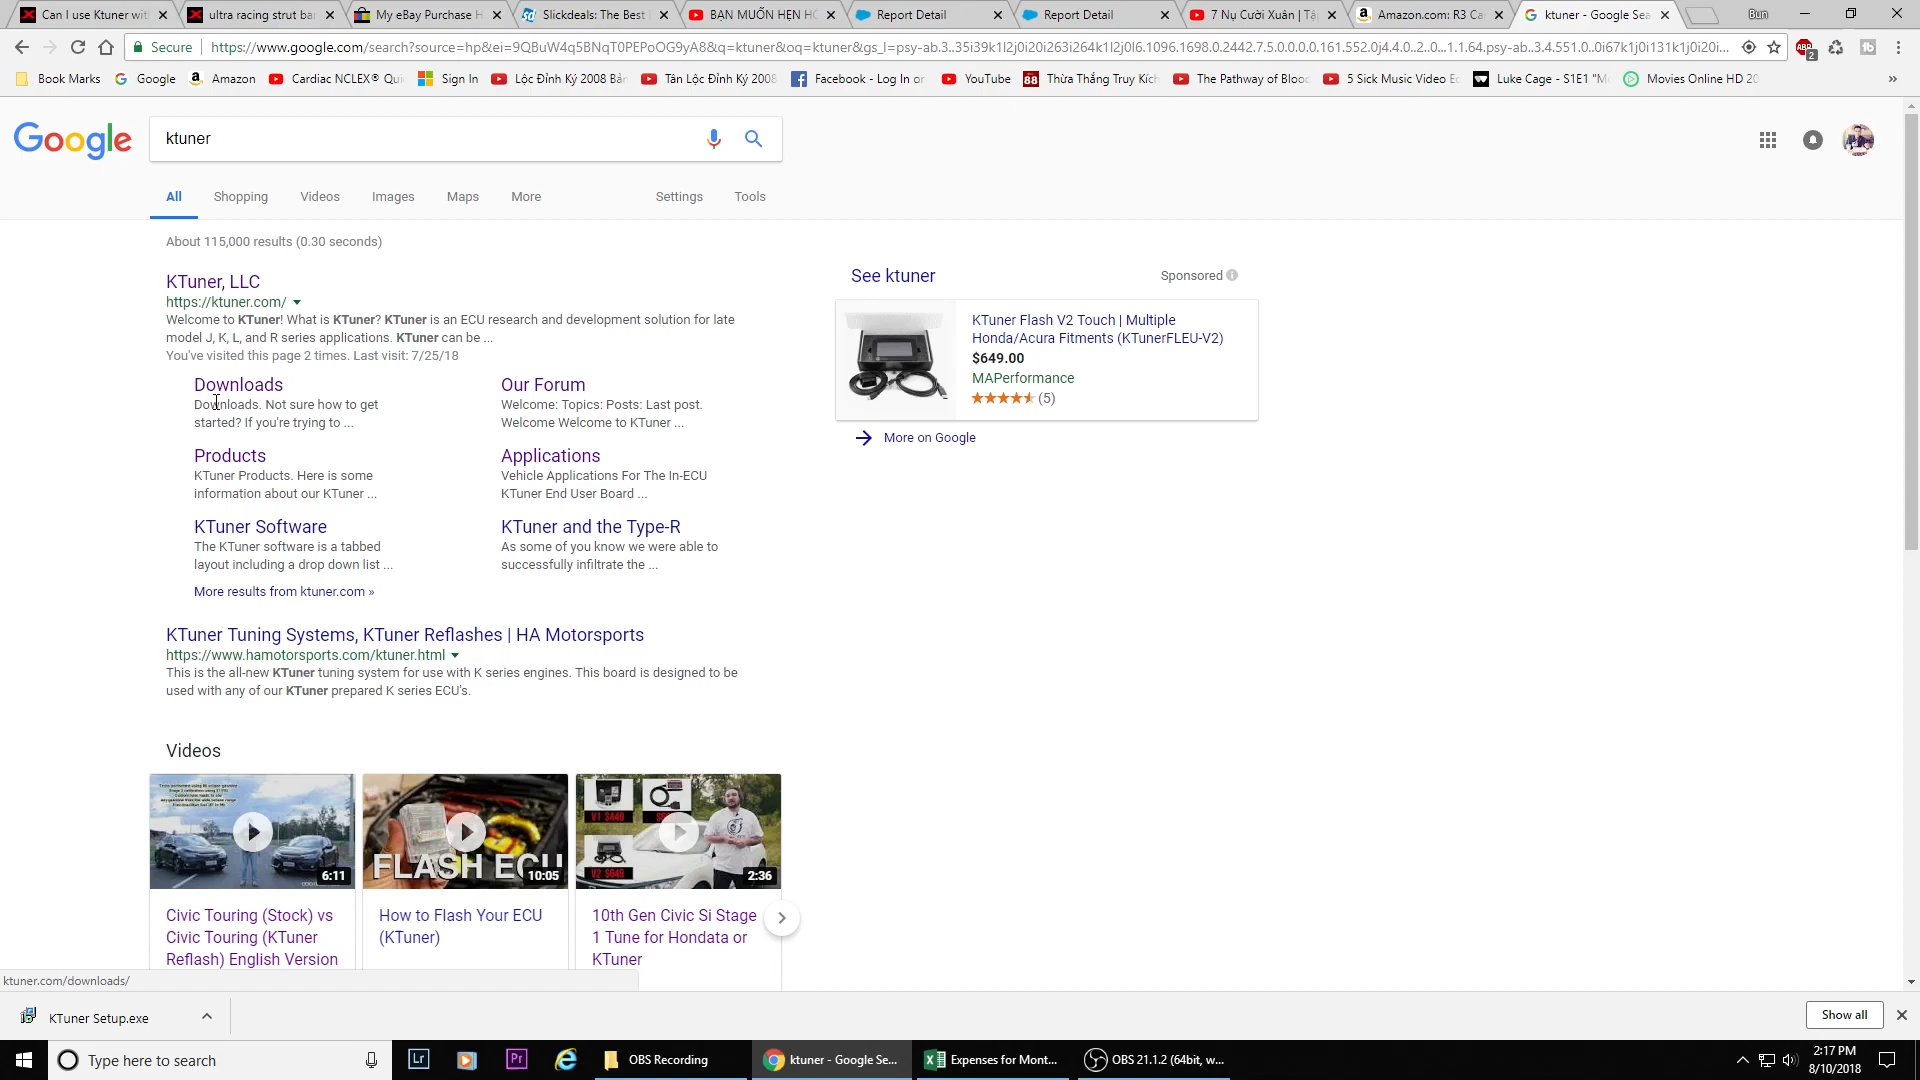 Can I use Ktuner with
ultra racing strut bar
My eBay Purchase H
Slickdeals: The Best
BẠN MUỐN HẸN HÒ
Report Detail
Report Detail
7 Nụ Cười Xuân | Tậ
Amazon.com: R3 Ca
ktuner - Google Sea
Bun
Secure
https://www.google.com/search?source=hp&ei=9QBuW4q5BNqT0PEPoOG9yA8&q=ktuner&oq=ktuner&gs_l=psy-ab.3..35i39k1l2j0i20i263i264k1l2j0l6.1096.1698.0.2442.7.5.0.0.0.0.161.552.0j4.4.0..2..0...1.1.64.psy-ab..3.4.551.0..0i67k1j0i131k1j0i20i...
ABP
2
Book Marks
Google
Amazon
Cardiac NCLEX® Qui
Sign In
Lộc Đỉnh Ký 2008 Bản
Tân Lộc Đỉnh Ký 2008
Facebook - Log In or
YouTube
88
Thừa Thắng Truy Kích
The Pathway of Blood
5 Sick Music Video Ed
Luke Cage - S1E1 "M
Movies Online HD 20
»
Google
ktuner
All
Shopping
Videos
Images
Maps
More
Settings
Tools
About 115,000 results (0.30 seconds)
KTuner, LLC
https://ktuner.com/
Welcome to KTuner! What is KTuner? KTuner is an ECU research and development solution for late
model J, K, L, and R series applications. KTuner can be ...
You've visited this page 2 times. Last visit: 7/25/18
Downloads
Downloads. Not sure how to get
started? If you're trying to ...
Our Forum
Welcome: Topics: Posts: Last post.
Welcome Welcome to KTuner ...
Products
KTuner Products. Here is some
information about our KTuner ...
Applications
Vehicle Applications For The In-ECU
KTuner End User Board ...
KTuner Software
The KTuner software is a tabbed
layout including a drop down list ...
KTuner and the Type-R
As some of you know we were able to
successfully infiltrate the ...
More results from ktuner.com »
See ktuner
Sponsored
KTuner Flash V2 Touch | Multiple
Honda/Acura Fitments (KTunerFLEU-V2)
$649.00
MAPerformance
(5)
More on Google
KTuner Tuning Systems, KTuner Reflashes | HA Motorsports
https://www.hamotorsports.com/ktuner.html
This is the all-new KTuner tuning system for use with K series engines. This board is designed to be
used with any of our KTuner prepared K series ECU's.
Videos
6:11
FLASH ECU
10:05
V1 $449
V2 $649
2:36
Civic Touring (Stock) vs
Civic Touring (KTuner
Reflash) English Version
How to Flash Your ECU
(KTuner)
10th Gen Civic Si Stage
1 Tune for Hondata or
KTuner
ktuner.com/downloads/
KTuner Setup.exe
Show all
Type here to search
Lr
Pr
OBS Recording
ktuner - Google Se...
Expenses for Mont...
OBS 21.1.2 (64bit, w...
2:17 PM
8/10/2018